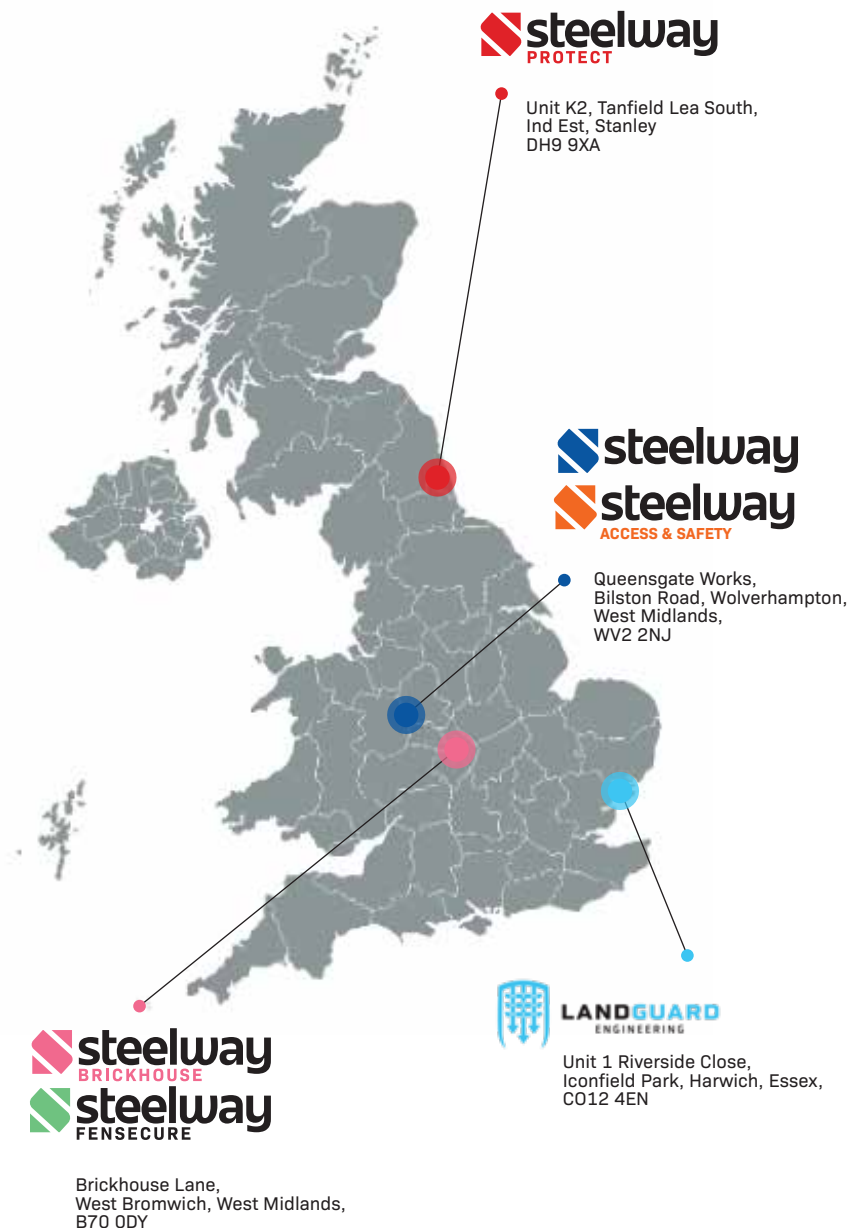 steelway
PROTECT
Unit K2, Tanfield Lea South,
Ind Est, Stanley
DH9 9XA
steelway
steelway
ACCESS & SAFETY
Queensgate Works,
Bilston Road, Wolverhampton,
West Midlands,
WV2 2NJ
LANDGUARD
ENGINEERING
Unit 1 Riverside Close,
Iconfield Park, Harwich, Essex,
CO12 4EN
steelway
BRICKHOUSE
steelway
FENSECURE
Brickhouse Lane,
West Bromwich, West Midlands,
B70 0DY